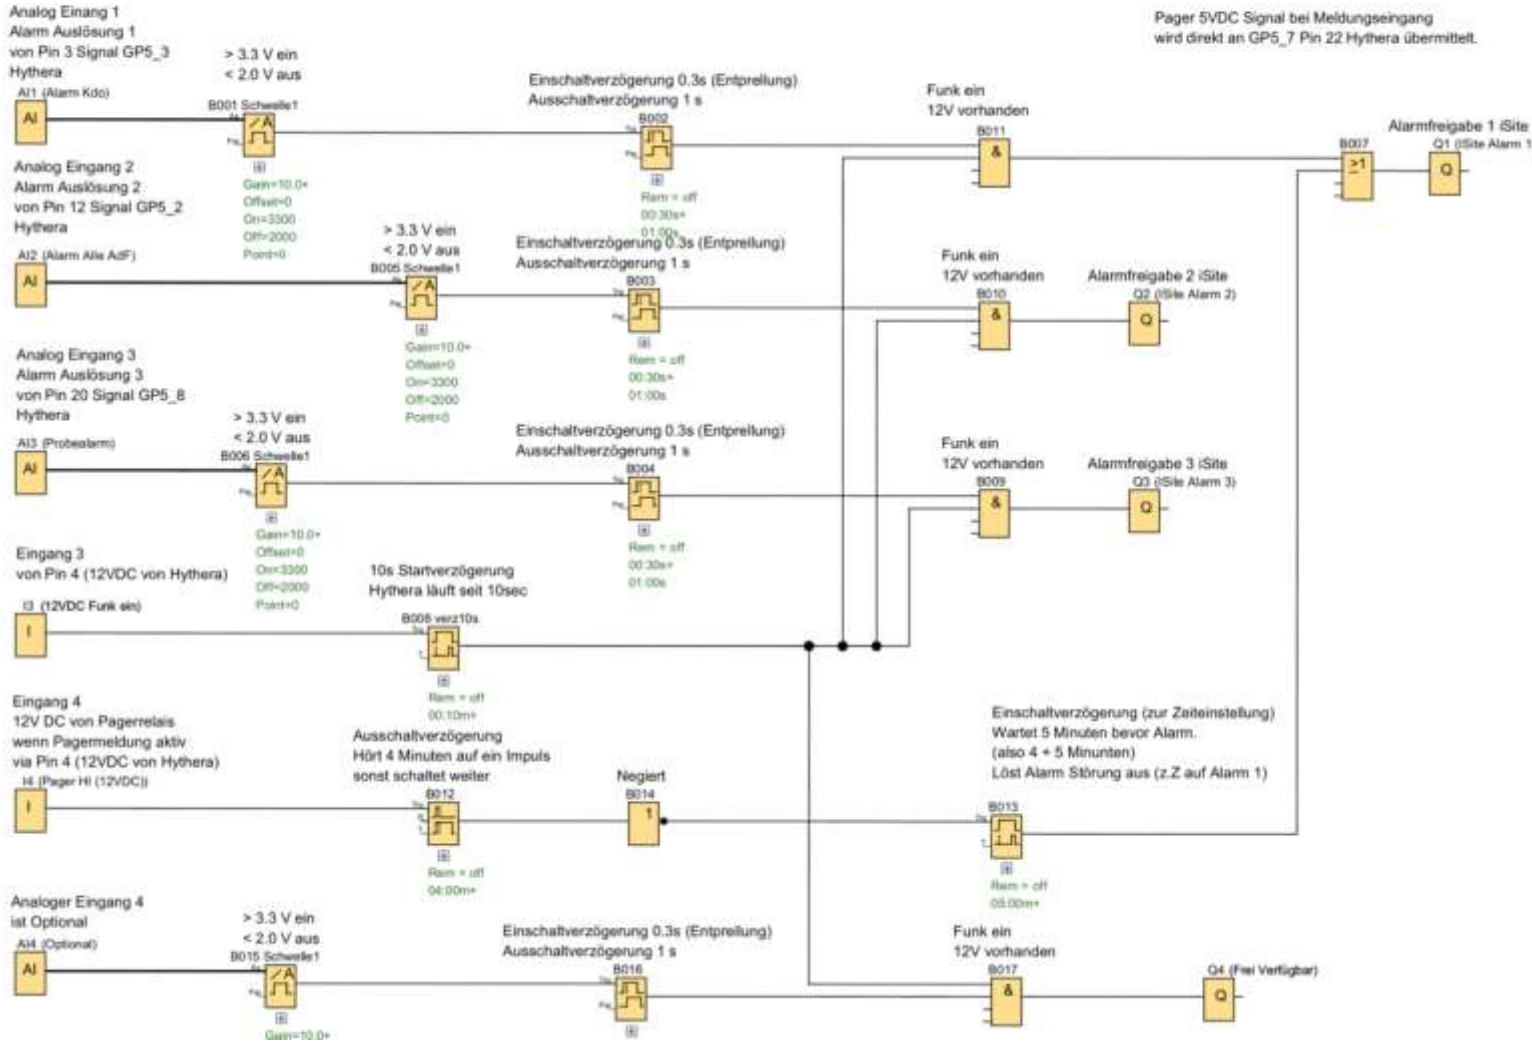 Analog Einang 1
Alarm Auslösung 1
von Pin 3 Signal GP5_3
Hythera
AI1 (Alarm Kdo)
AI
> 3.3 V ein
< 2.0 V aus
B001 Schwelle1
Gain=10.0+
Offset=0
On=3300
Off=2000
Point=0
Einschaltverzögerung 0.3s (Entprellung)
Ausschaltverzögerung 1 s
B002
Rem = off
00:30s+
01:00s
Funk ein
12V vorhanden
B011
&
Pager 5VDC Signal bei Meldungseingang
wird direkt an GP5_7 Pin 22 Hythera übermittelt.
B007
≥1
Alarmfreigabe 1 iSite
Q1 (ISite Alarm 1
Q
Analog Eingang 2
Alarm Auslösung 2
von Pin 12 Signal GP5_2
Hythera
AI2 (Alarm Alle AdF)
AI
> 3.3 V ein
< 2.0 V aus
B005 Schwelle1
Gain=10.0+
Offset=0
On=3300
Off=2000
Point=0
Einschaltverzögerung 0.3s (Entprellung)
Ausschaltverzögerung 1 s
B003
Rem = off
00:30s+
01:00s
Funk ein
12V vorhanden
B010
&
Alarmfreigabe 2 iSite
Q2 (ISite Alarm 2)
Q
Analog Eingang 3
Alarm Auslösung 3
von Pin 20 Signal GP5_8
Hythera
AI3 (Probealarm)
AI
> 3.3 V ein
< 2.0 V aus
B006 Schwelle1
Gain=10.0+
Offset=0
On=3300
Off=2000
Point=0
Einschaltverzögerung 0.3s (Entprellung)
Ausschaltverzögerung 1 s
B004
Rem = off
00:30s+
01:00s
Funk ein
12V vorhanden
B009
&
Alarmfreigabe 3 iSite
Q3 (ISite Alarm 3)
Q
Eingang 3
von Pin 4 (12VDC von Hythera)
I3 (12VDC Funk ein)
I
10s Startverzögerung
Hythera läuft seit 10sec
B008 verz10s
Rem = off
00:10m+
Eingang 4
12V DC von Pagerrelais
wenn Pagermeldung aktiv
via Pin 4 (12VDC von Hythera)
I4 (Pager HI (12VDC))
I
Ausschaltverzögerung
Hört 4 Minuten auf ein Impuls
sonst schaltet weiter
B012
Rem = off
04:00m+
Negiert
B014
1
Einschaltverzögerung (zur Zeiteinstellung)
Wartet 5 Minuten bevor Alarm.
(also 4 + 5 Minunten)
Löst Alarm Störung aus (z.Z auf Alarm 1)
B013
Rem = off
05:00m+
Analoger Eingang 4
ist Optional
AI4 (Optional)
AI
> 3.3 V ein
< 2.0 V aus
B015 Schwelle1
Gain=10.0+
Einschaltverzögerung 0.3s (Entprellung)
Ausschaltverzögerung 1 s
B016
Funk ein
12V vorhanden
B017
&
Q4 (Frei Verfügbar)
Q